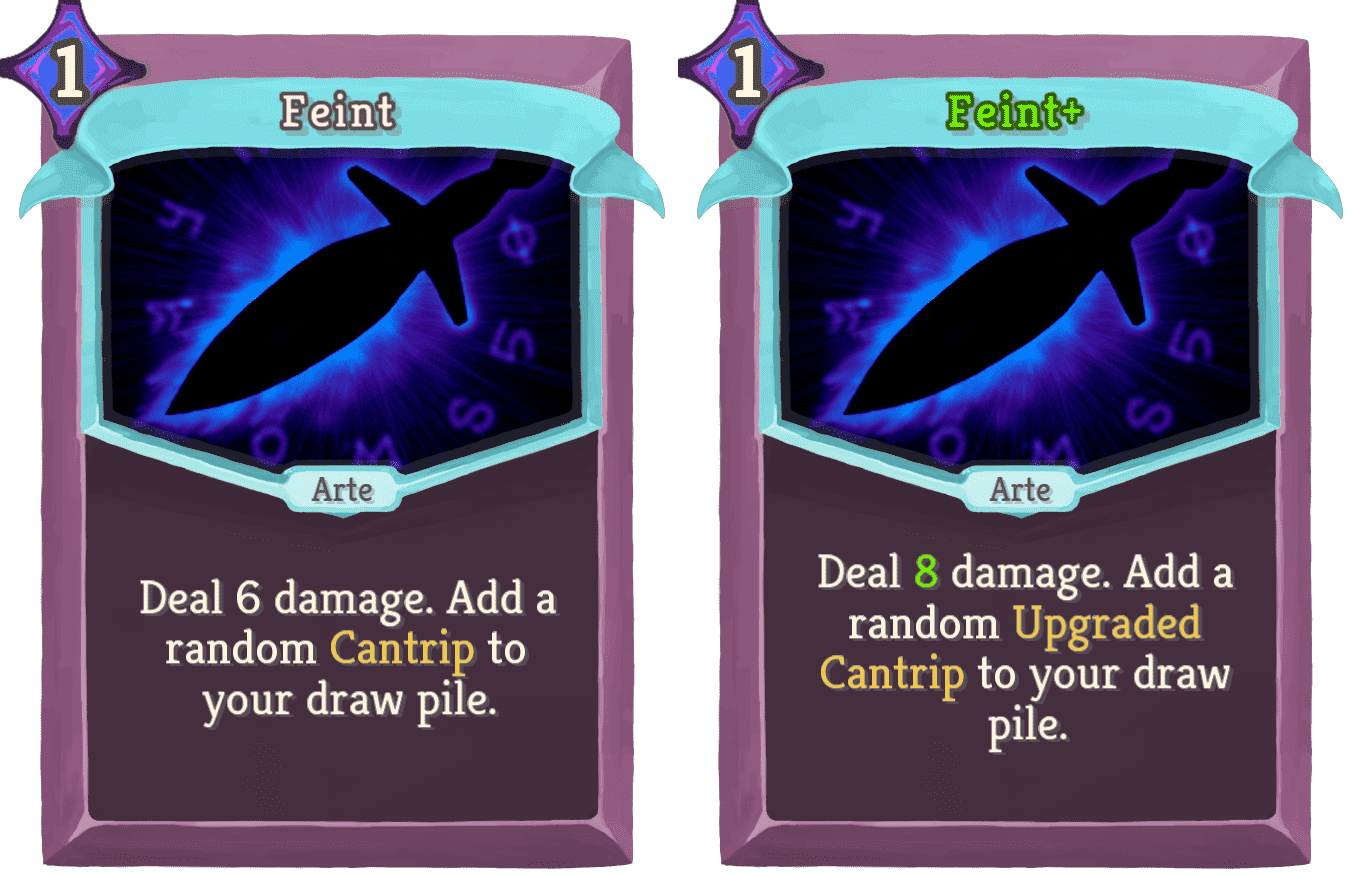 1
Feint
Arte
Deal 6 damage. Add a
random Cantrip to
your draw pile.
1
Feint+
Arte
Deal 8 damage. Add a
random Upgraded
Cantrip to your draw
pile.